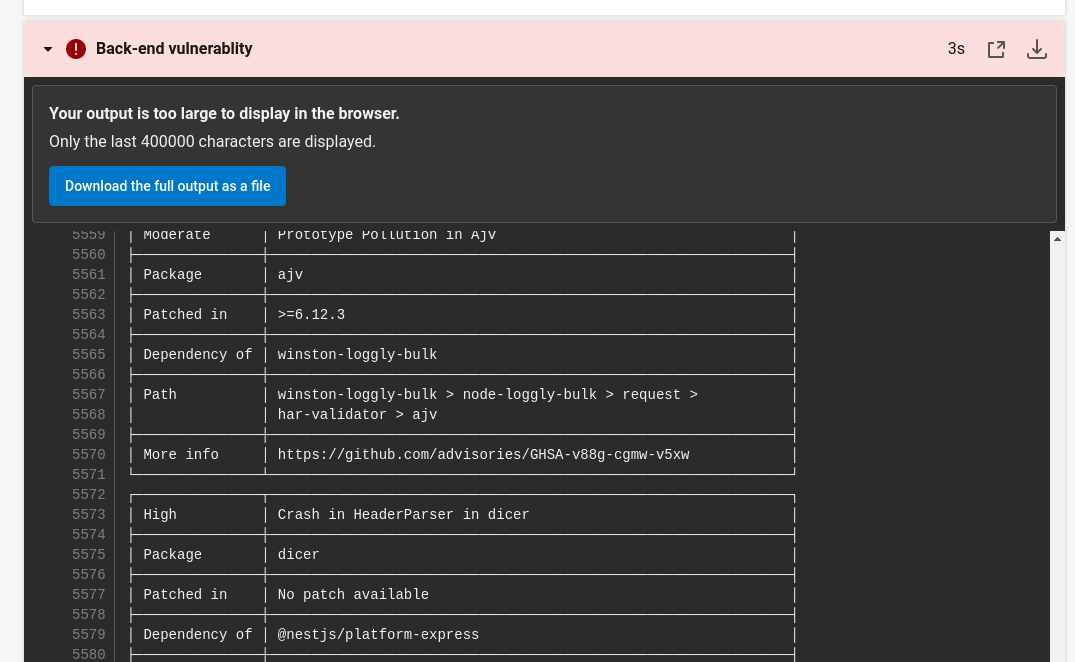 Back-end vulnerablity
3s
Your output is too large to display in the browser.
Only the last 400000 characters are displayed.
Download the full output as a file
5559 │ Moderate │ Prototype Pollution in Ajv │
5560
5561 │ Package │ ajv │
5562
5563 │ Patched in │ >=6.12.3 │
5564
5565 │ Dependency of │ winston-loggly-bulk │
5566
5567 │ Path │ winston-loggly-bulk > node-loggly-bulk > request > │
5568 │ │ har-validator > ajv │
5569
5570 │ More info │ https://github.com/advisories/GHSA-v88g-cgmw-v5xw │
5571
5572
5573 │ High │ Crash in HeaderParser in dicer │
5574
5575 │ Package │ dicer │
5576
5577 │ Patched in │ No patch available │
5578
5579 │ Dependency of │ @nestjs/platform-express │
5580